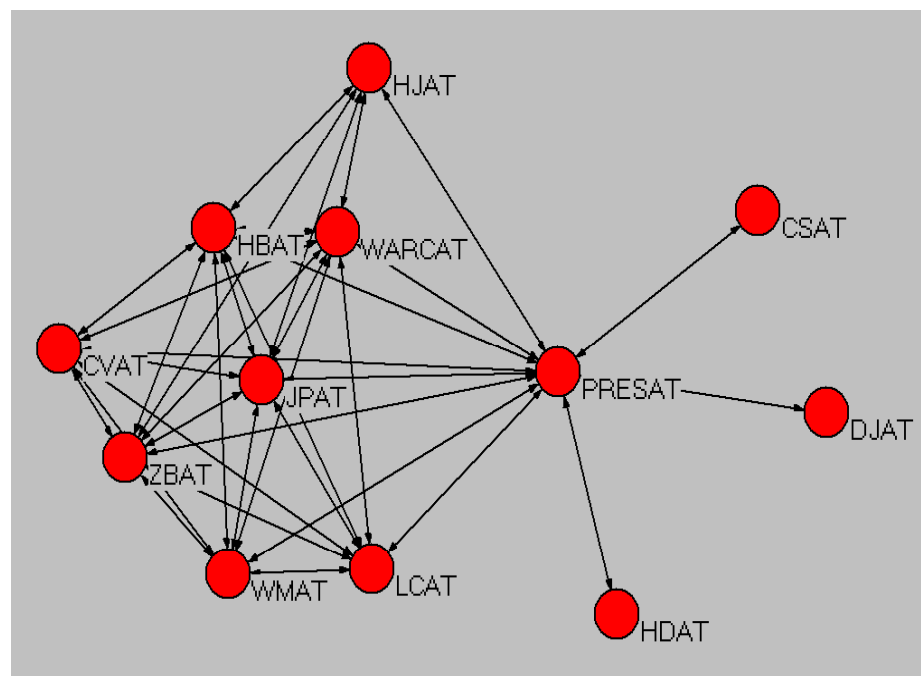 HJAT
CSAT
HBAT
WARCAT
CVAT
JPAT
PRESAT
DJAT
ZBAT
WMAT
LCAT
HDAT